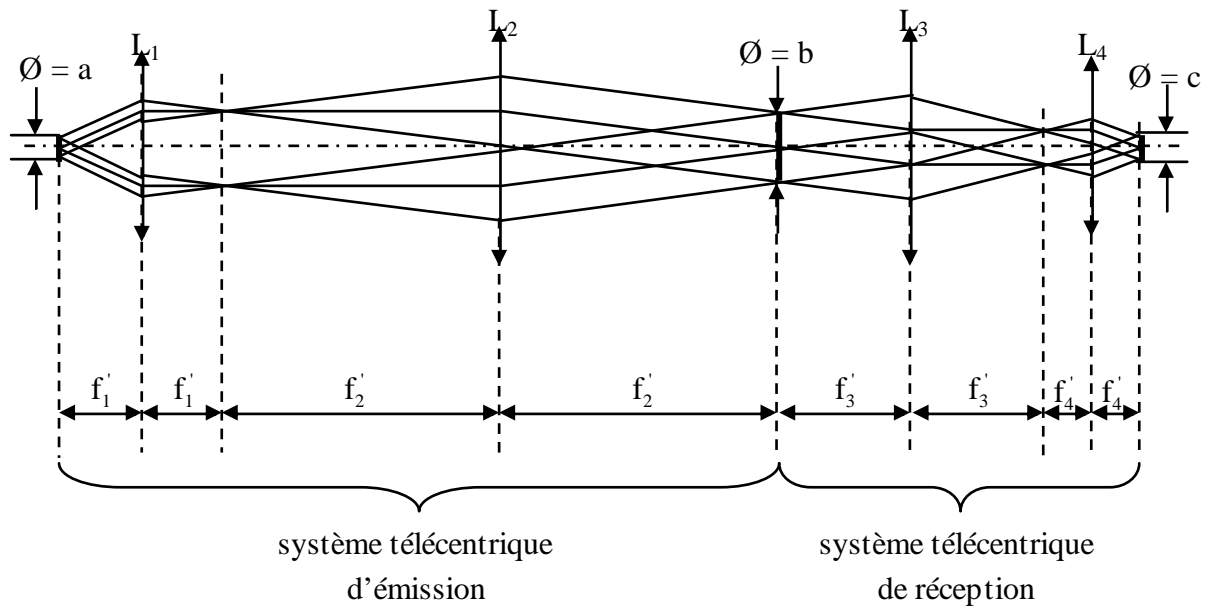 L₁
L₂
L₃
L₄
Ø = a
Ø = b
Ø = c
f₁'
f₁'
f₂'
f₂'
f₃'
f₃'
f₄'
f₄'
système télécentrique
d'émission
système télécentrique
de réception